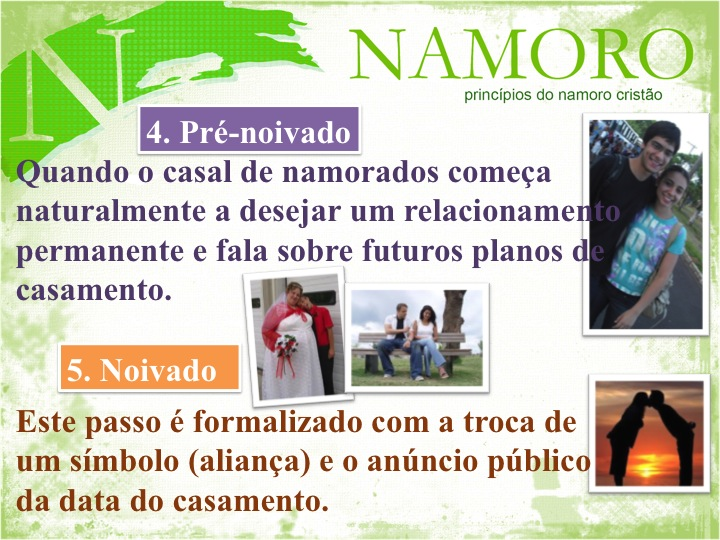 N
NAMORO
princípios do namoro cristão
4. Pré-noivado
Quando o casal de namorados começa
naturalmente a desejar um relacionamento
permanente e fala sobre futuros planos de
casamento.
5. Noivado
Este passo é formalizado com a troca de
um símbolo (aliança) e o anúncio público
da data do casamento.